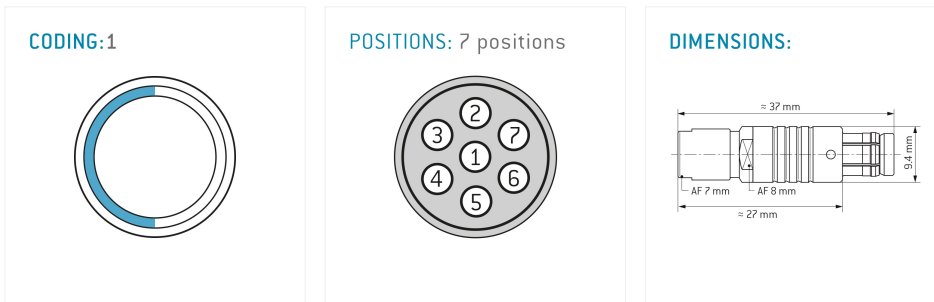 CODING:1
POSITIONS: 7 positions
2
3
7
1
4
6
5
DIMENSIONS:
≈ 37 mm
9.4 mm
AF 7 mm
AF 8 mm
≈ 27 mm